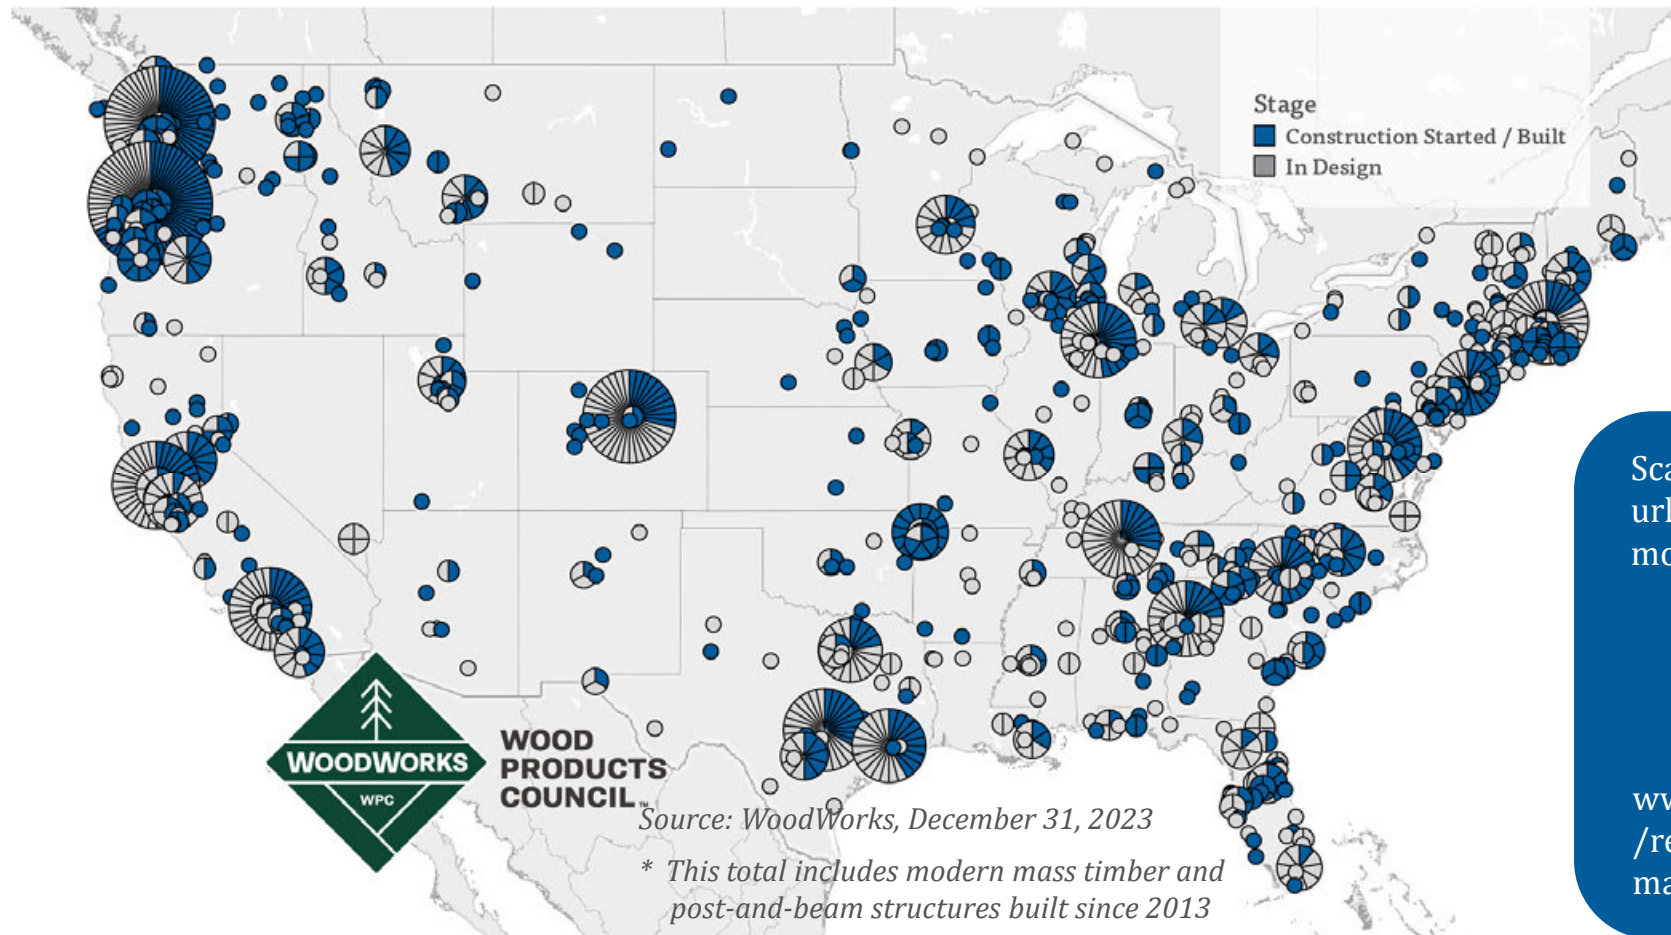 Stage
Construction Started / Built
In Design
WOODWORKS
WPC
WOOD
PRODUCTS
COUNCIL™
Source: WoodWorks, December 31, 2023
* This total includes modern mass timber and
post-and-beam structures built since 2013